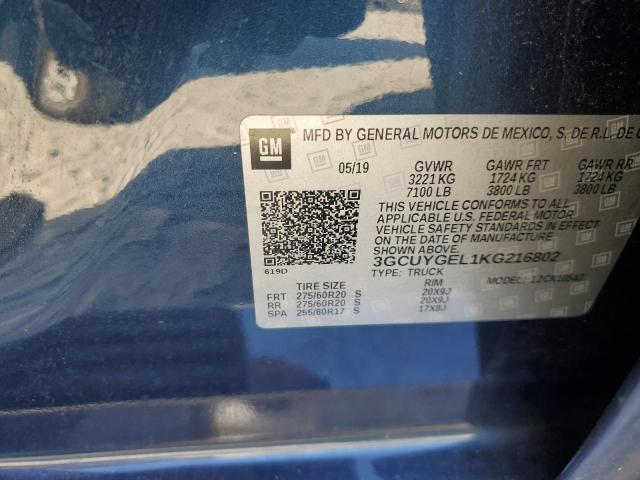 GM
MFD BY GENERAL MOTORS DE MEXICO, S. DE R.L. DE C
05/19 GVWR GAWR FRT GAWR RR
3221 KG 1724 KG 1724 KG
7100 LB 3800 LB 3800 LB
THIS VEHICLE CONFORMS TO ALL
APPLICABLE U.S. FEDERAL MOTOR
VEHICLE SAFETY STANDARDS IN EFFECT
ON THE DATE OF MANUFACTURE
SHOWN ABOVE.
3GCUYGEL1KG216802
619D
TYPE: TRUCK MODEL:
TIRE SIZE RIM
FRT 275/60R20 S 20X9J
RR 275/60R20 S 20X9J
SPA 255/80R17 S 17X8J